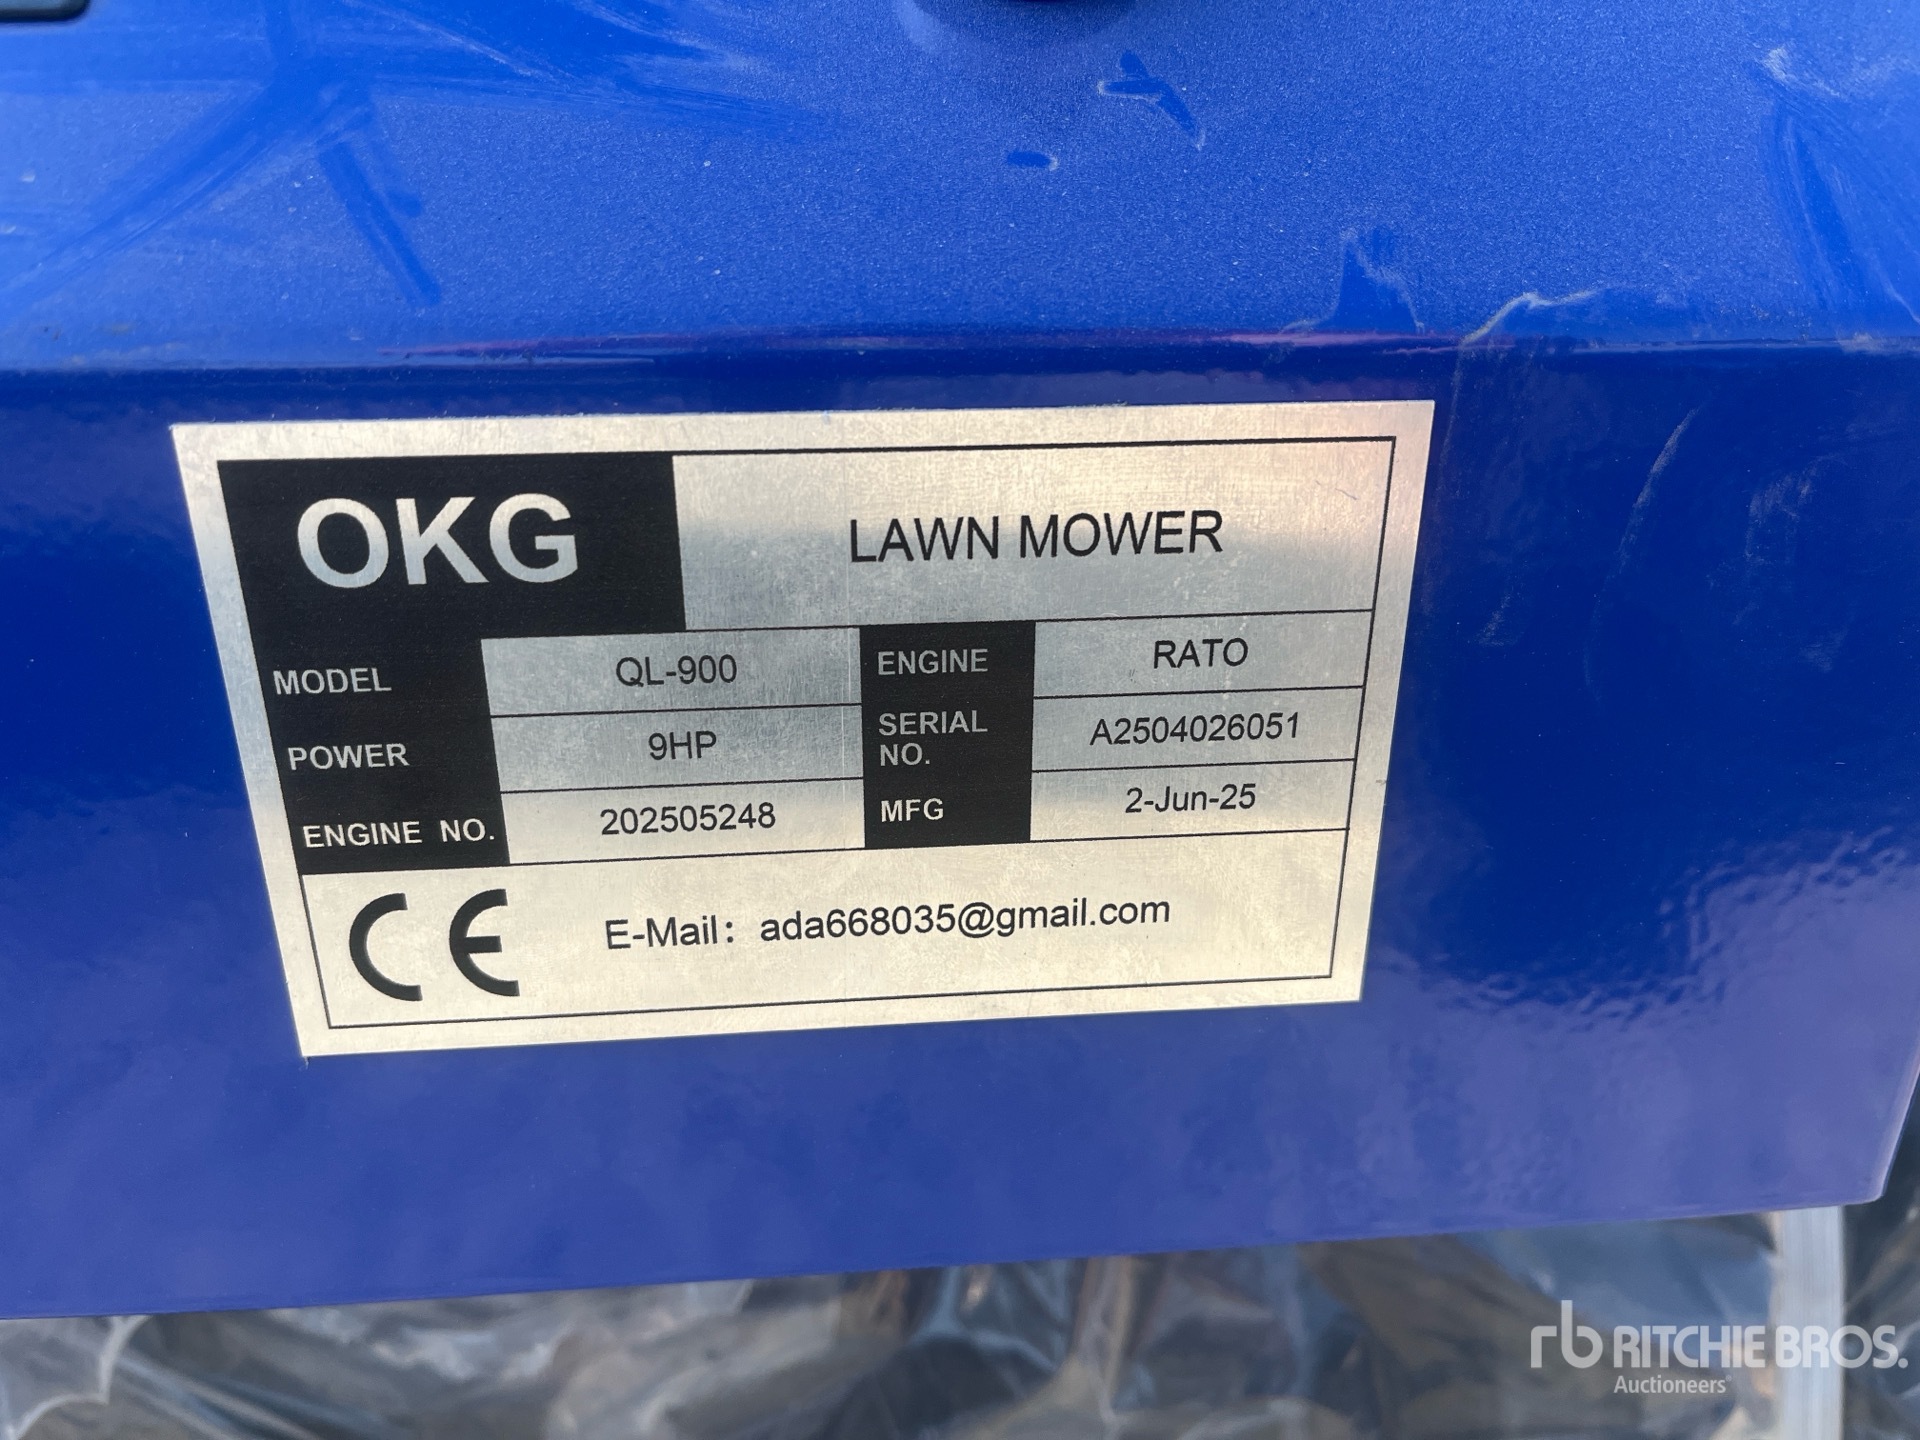 OKG
LAWN MOWER
MODEL QL-900 ENGINE RATO
POWER 9HP SERIAL NO. A2504026051
ENGINE NO. 202505248 MFG 2-Jun-25
CE E-Mail: ada668035@gmail.com
rb RITCHIE BROS.
Auctioneers